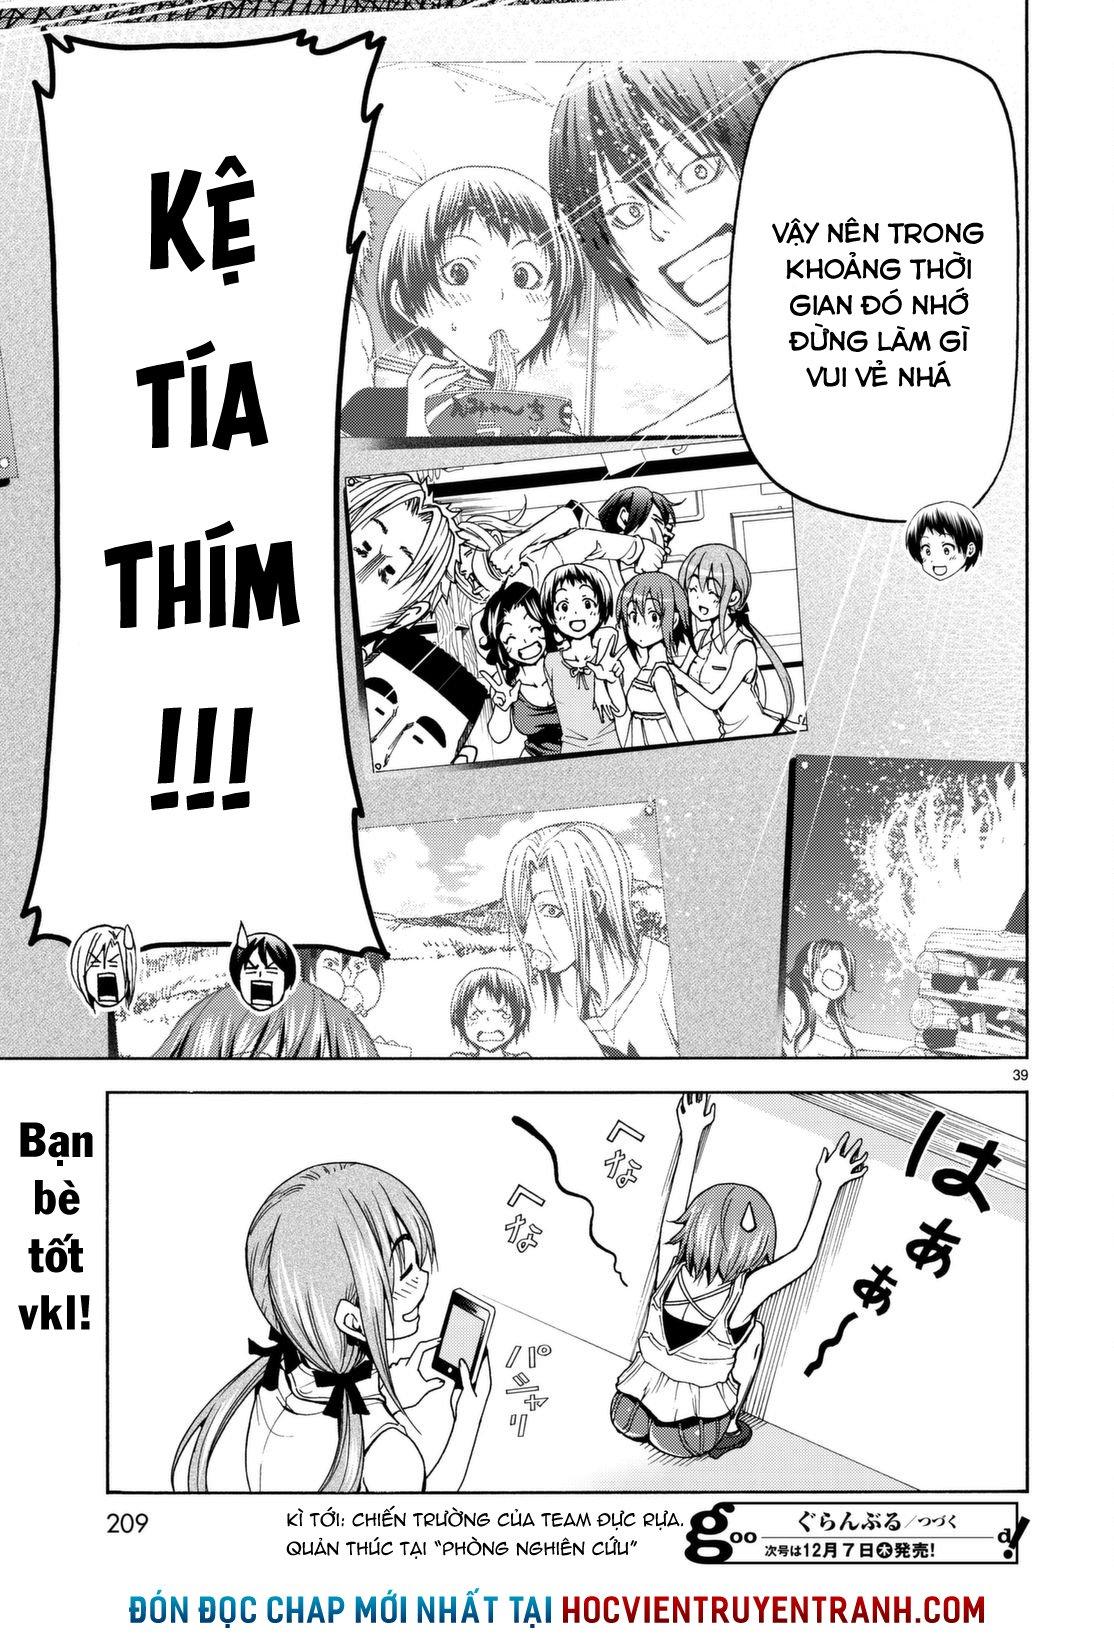 VẬY NÊN TRONG
KHOẢNG THỜI
GIAN ĐÓ NHỚ
ĐỪNG LÀM GÌ
VUI VẺ NHÁ
KỆ
TÍA
THÍM
!!!
39
はぁぁ〜
へな
へな
パシャリ
Bạn
bè
tốt
vkl!
209
KÌ TỚI: CHIẾN TRƯỜNG CỦA TEAM ĐỰC RỰA.
QUẢN THÚC TẠI "PHÒNG NGHIÊN CỨU"
good!
ぐらんぶる/つづく
次号は12月7日㊍発売!
ĐÓN ĐỌC CHAP MỚI NHẤT TẠI HOCVIENTRUYENTRANH.COM